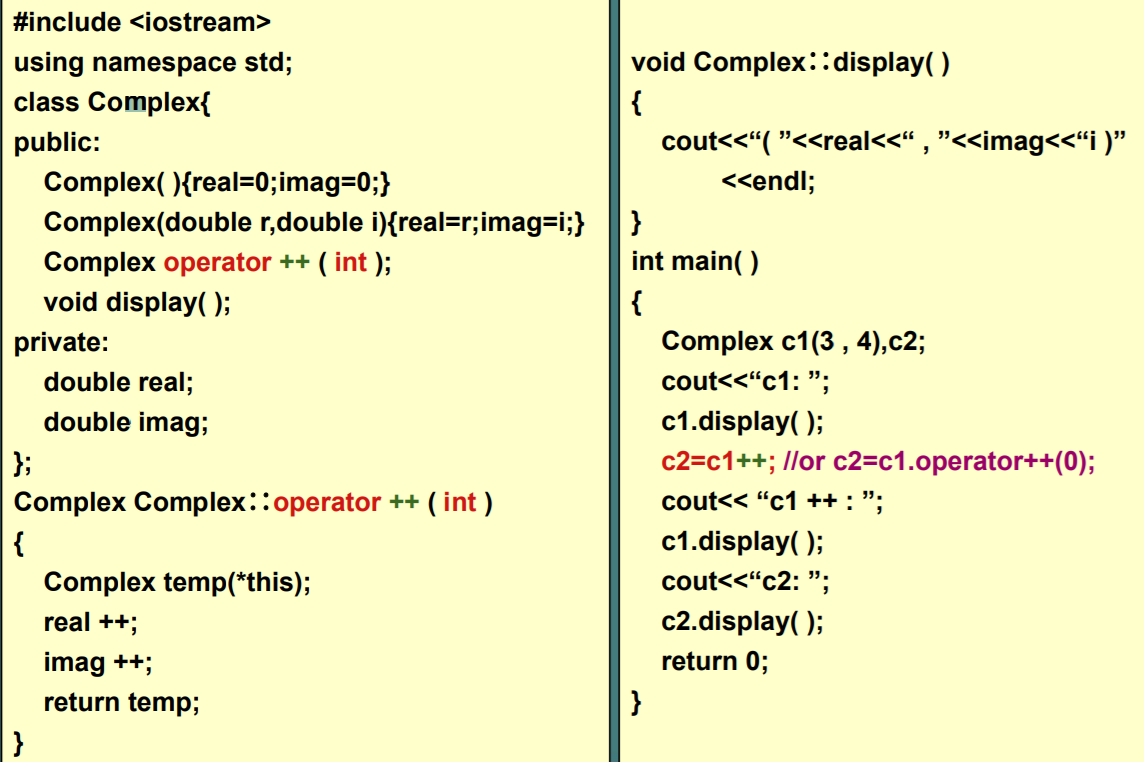 #include <iostream>
using namespace std;
class Complex{
public:
Complex( ){real=0;imag=0;}
Complex(double r,double i){real=r;imag=i;}
Complex operator ++ ( int );
void display( );
private:
double real;
double imag;
};
Complex Complex∷operator ++ ( int )
{
Complex temp(*this);
real ++;
imag ++;
return temp;
}
void Complex∷display( )
{
cout<<“( ”<<real<<“ , ”<<imag<<“i )”
<<endl;
}
int main( )
{
Complex c1(3 , 4),c2;
cout<<“c1: ”;
c1.display( );
c2=c1++; //or c2=c1.operator++(0);
cout<< “c1 ++ : ”;
c1.display( );
cout<<“c2: ”;
c2.display( );
return 0;
}